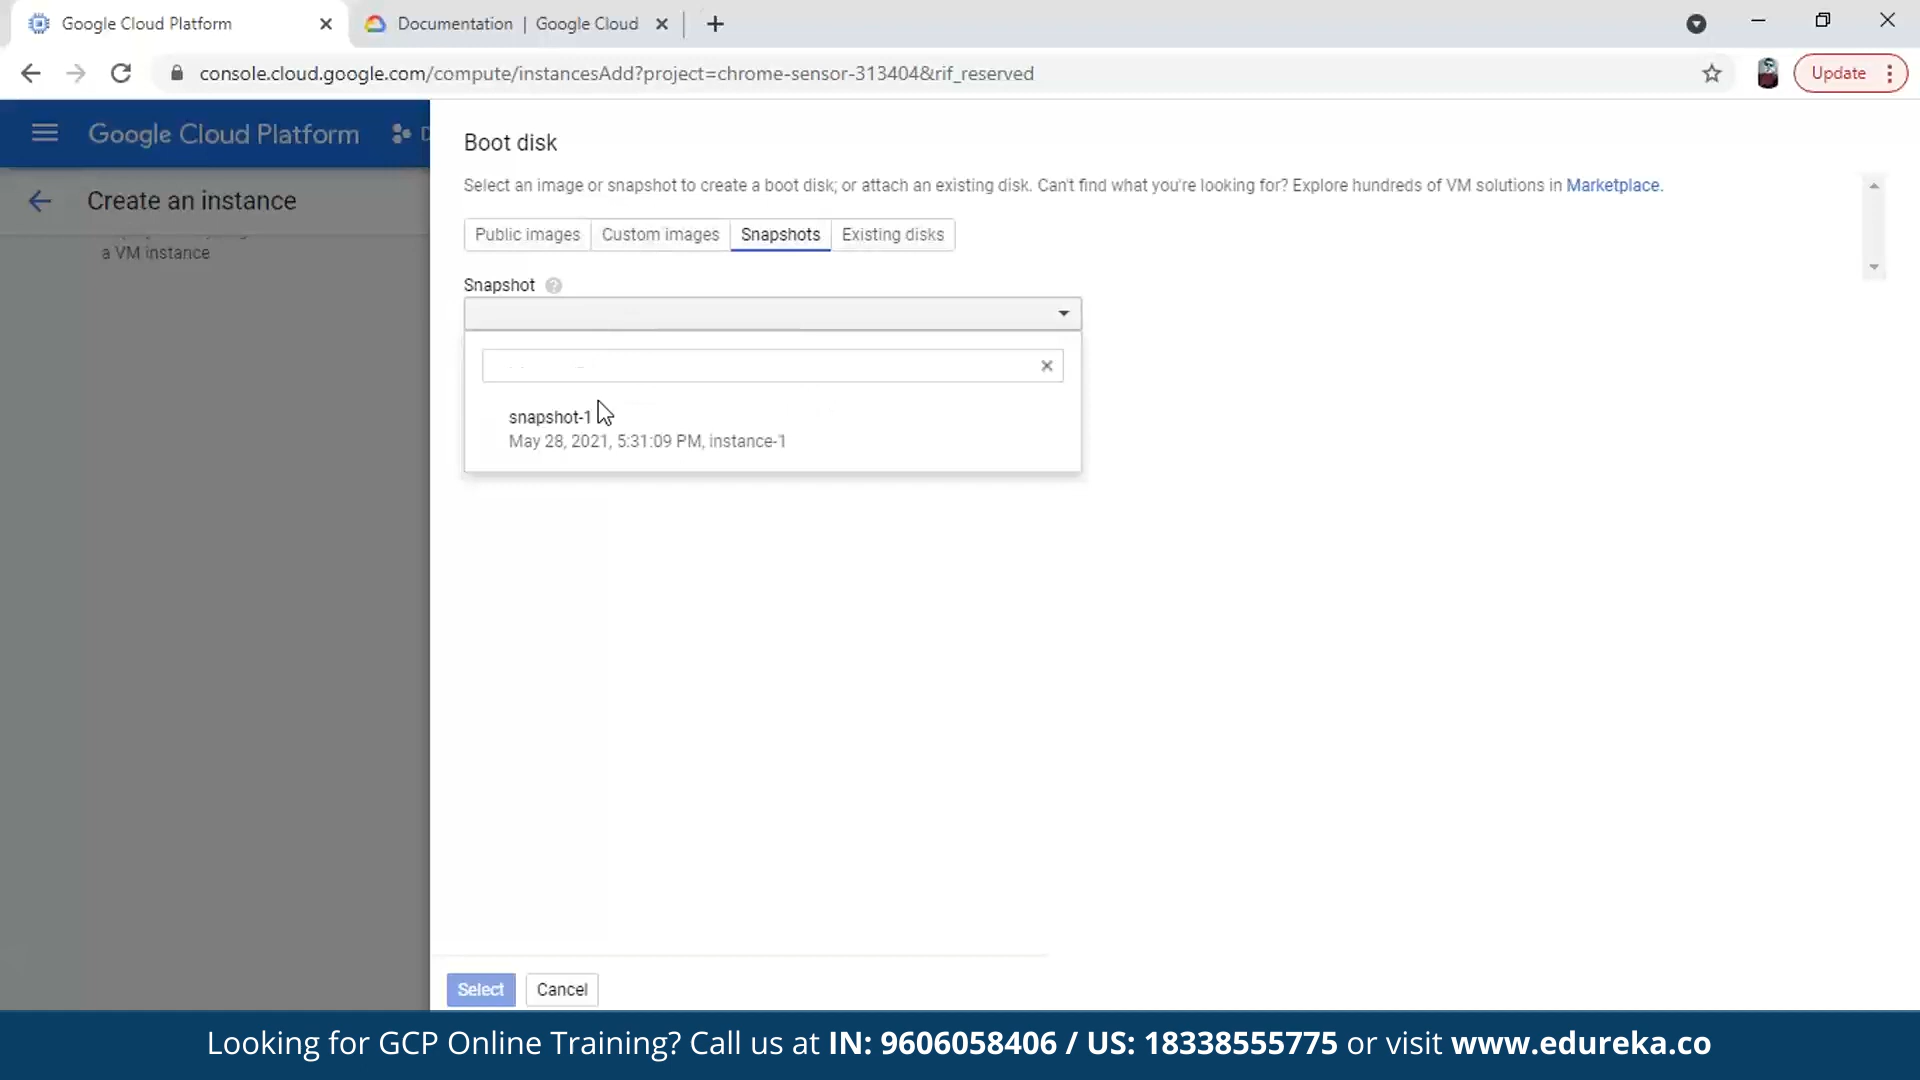 Google Cloud Platform
Documentation | Google Cloud
console.cloud.google.com/compute/instancesAdd?project=chrome-sensor-313404&rif_reserved
Update
Google Cloud Platform
Create an instance
a VM instance
Boot disk
Select an image or snapshot to create a boot disk; or attach an existing disk. Can't find what you're looking for? Explore hundreds of VM solutions in Marketplace.
Public images
Custom images
Snapshots
Existing disks
Snapshot
snapshot-1
May 28, 2021, 5:31:09 PM, instance-1
Select
Cancel
Looking for GCP Online Training? Call us at IN: 9606058406 / US: 18338555775 or visit www.edureka.co